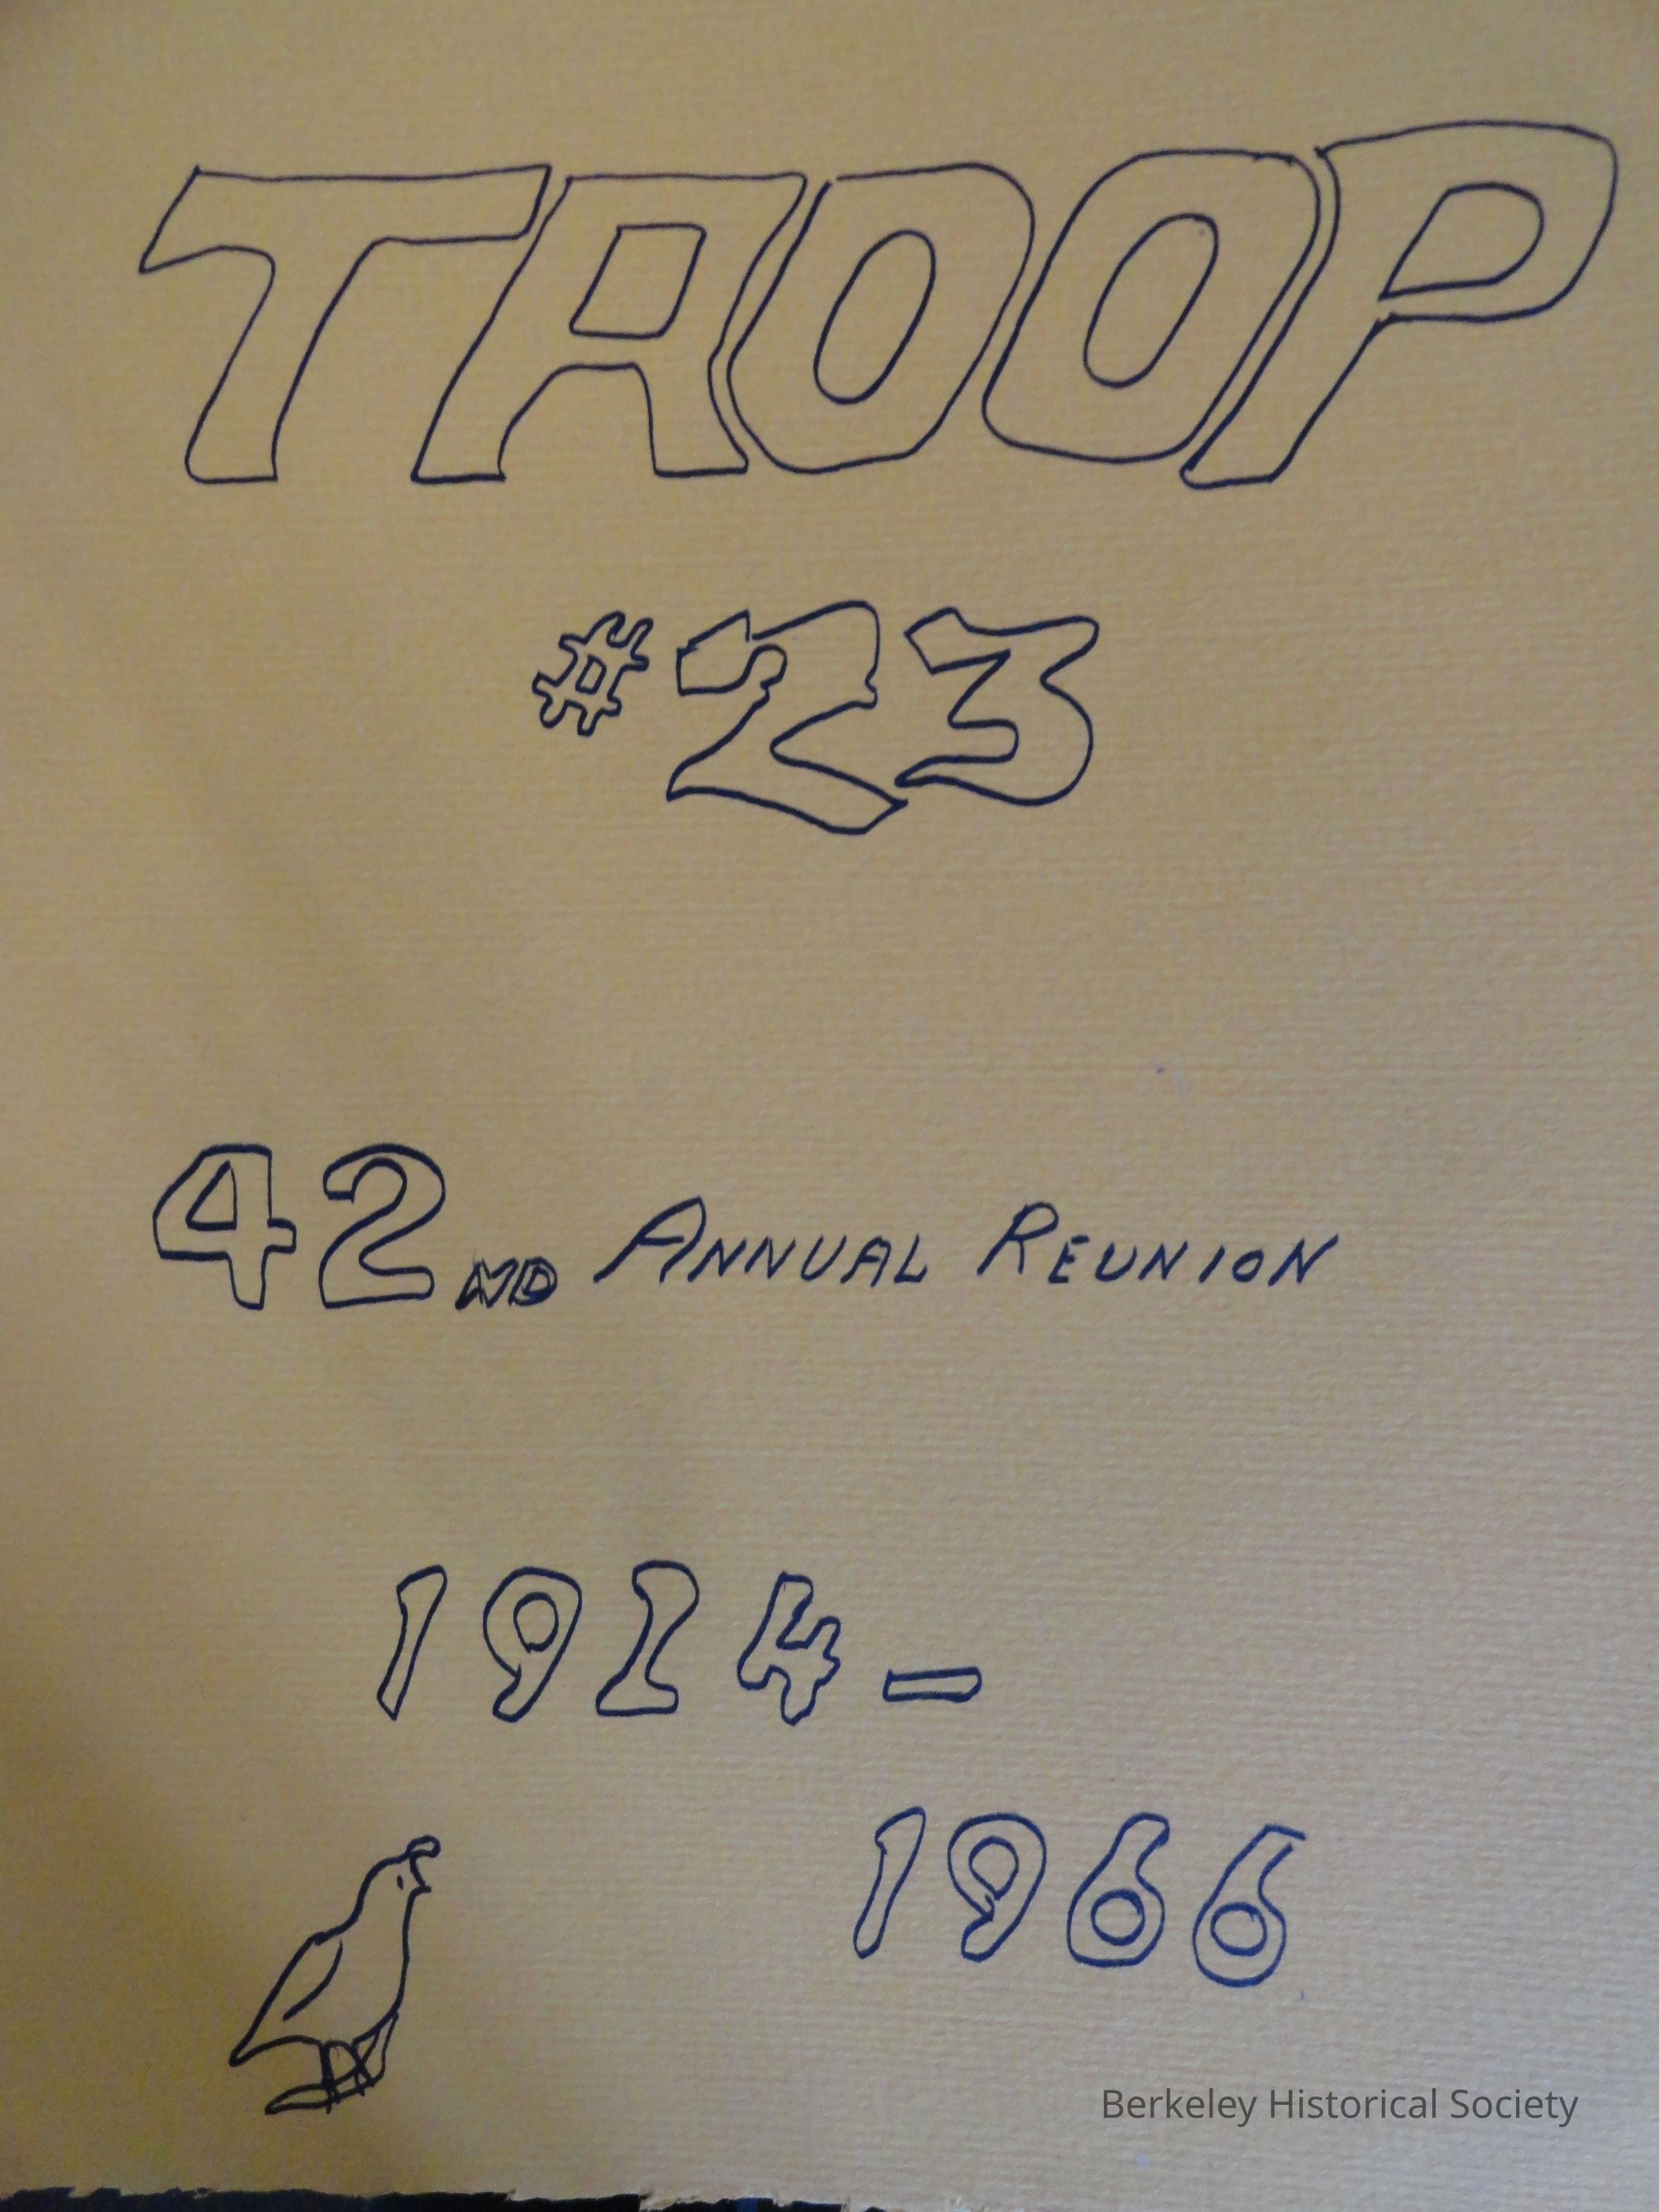 TROOP
#23
42ND ANNUAL REUNION
1924-
1966
Berkeley Historical Society